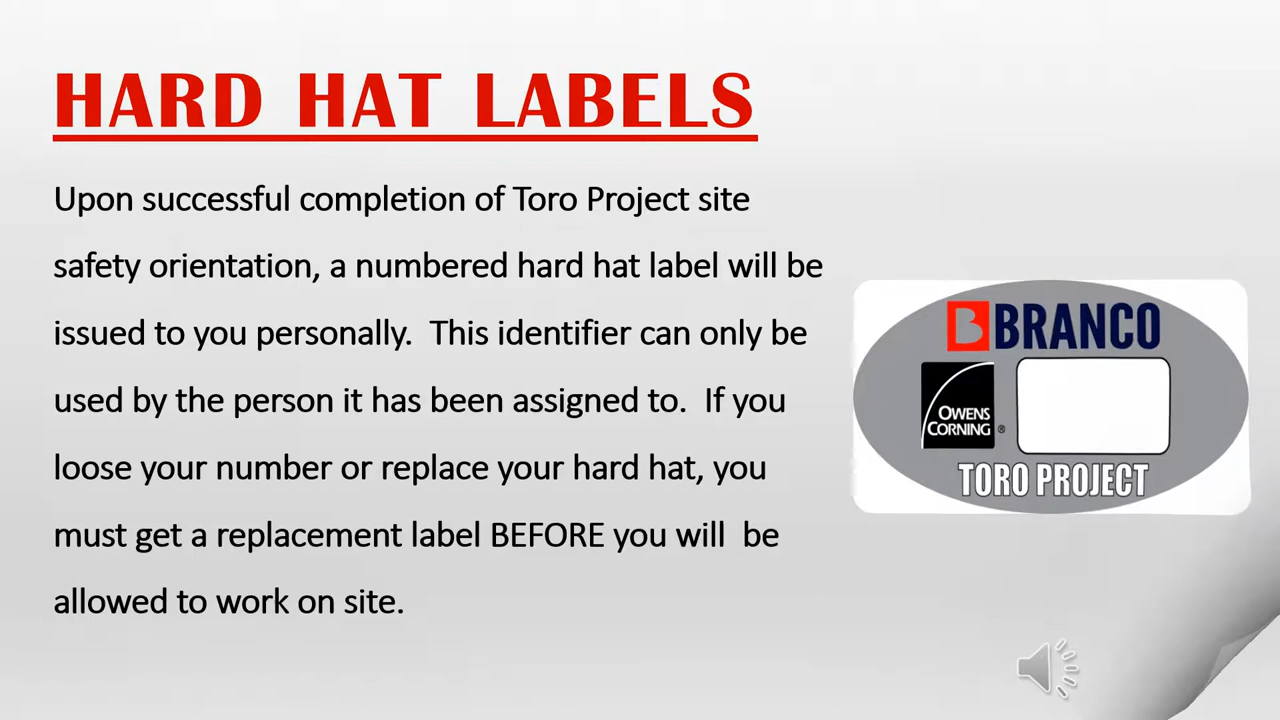 HARD HAT LABELS
Upon successful completion of Toro Project site
safety orientation, a numbered hard hat label will be
issued to you personally.  This identifier can only be
used by the person it has been assigned to.  If you
loose your number or replace your hard hat, you
must get a replacement label BEFORE you will  be
allowed to work on site.
B BRANCO
OWENS
CORNING ®
TORO PROJECT